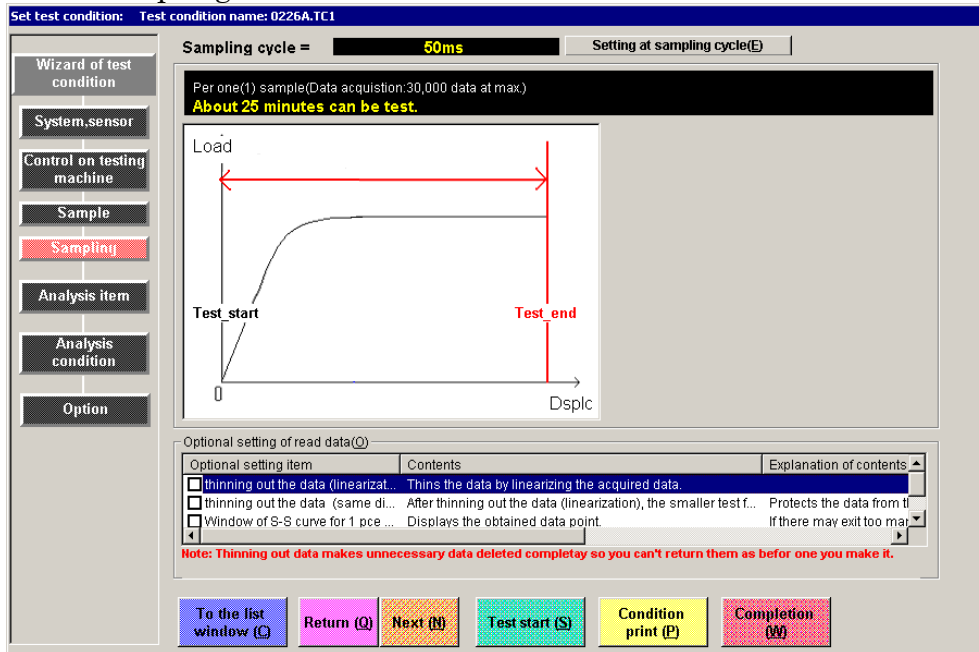 Set test condition: Test condition name: 0226A.TC1
Sampling cycle = 50ms Setting at sampling cycle(E)
Wizard of test
condition
System,sensor
Control on testing
machine
Sample
Sampling
Analysis item
Analysis
condition
Option
Per one(1) sample(Data acquistion:30,000 data at max.)
About 25 minutes can be test.
Load
Test_start
Test_end
0
Dsplc
Optional setting of read data(O)
Optional setting item Contents Explanation of contents
thinning out the data (linearizat... Thins the data by linearizing the acquired data.
thinning out the data (same di... After thinning out the data (linearization), the smaller test f... Protects the data from
Window of S-S curve for 1 pce ... Displays the obtained data point. If there may exit too
Note: Thinning out data makes unnecessary data deleted completay so you can't return them as befor one you make it.
To the list
window (C)
Return (Q)
Next (N)
Test start (S)
Condition
print (P)
Completion
(W)